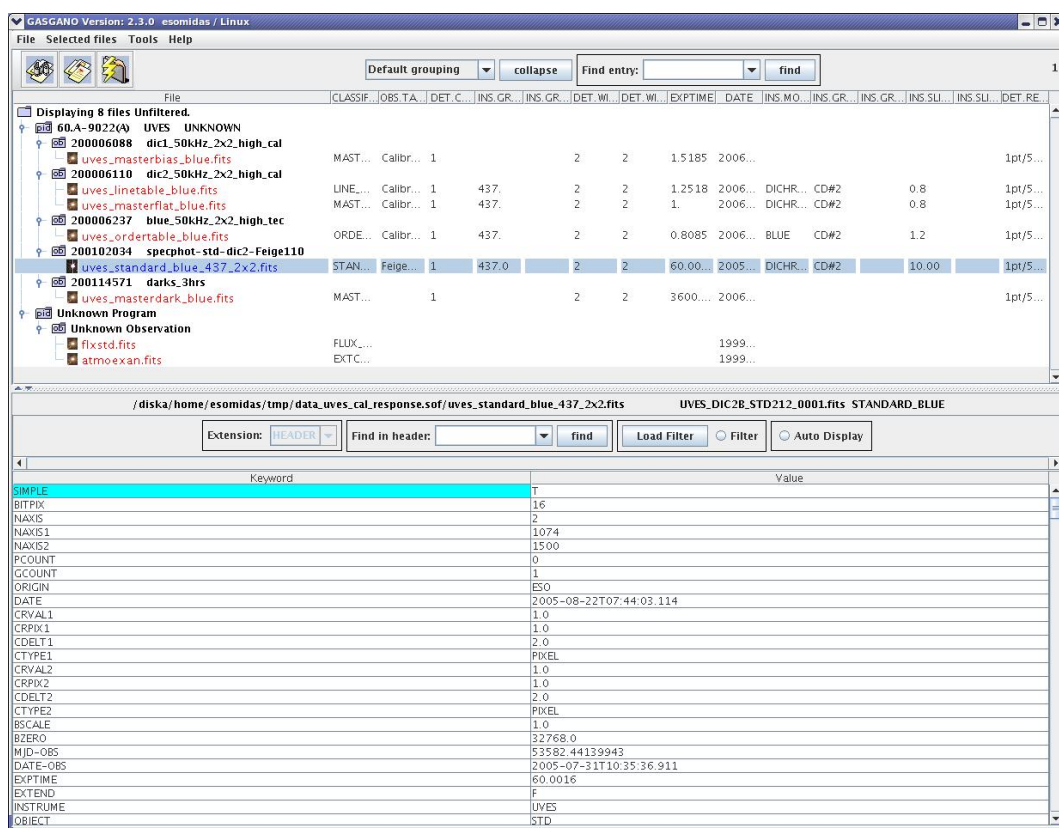 GASGANO Version: 2.3.0 esomidas / Linux
File Selected files Tools Help
Default grouping collapse Find entry: find 1
File CLASSIF... OBS.TA... DET.C... INS.GR... INS.GR... DET.WI... DET.WI... EXPTIME DATE INS.MO... INS.GR... INS.GR... INS.SLI... INS.SLI... DET.RE...
Displaying 8 files Unfiltered.
pid 60.A-9022(A) UVES UNKNOWN
ob 200006088 dic1_50kHz_2x2_high_cal
uves_masterbias_blue.fits MAST... Calibr... 1 2 2 1.5185 2006... 1pt/5...
ob 200006110 dic2_50kHz_2x2_high_cal
uves_linetable_blue.fits LINE_... Calibr... 1 437. 2 2 1.2518 2006... DICHR... CD#2 0.8 1pt/5...
uves_masterflat_blue.fits MAST... Calibr... 1 437. 2 2 1. 2006... DICHR... CD#2 0.8 1pt/5...
ob 200006237 blue_50kHz_2x2_high_tec
uves_ordertable_blue.fits ORDE... Calibr... 1 437. 2 2 0.8085 2006... BLUE CD#2 1.2 1pt/5...
ob 200102034 specphot-std-dic2-Feige110
uves_standard_blue_437_2x2.fits STAN... Feige... 1 437.0 2 2 60.00... 2005... DICHR... CD#2 10.00 1pt/5...
ob 200114571 darks_3hrs
uves_masterdark_blue.fits MAST... 1 2 2 3600.... 2006... 1pt/5...
pid Unknown Program
ob Unknown Observation
flxstd.fits FLUX_... 1999...
atmoexan.fits EXTC... 1999...
/diska/home/esomidas/tmp/data_uves_cal_response.sof/uves_standard_blue_437_2x2.fits UVES_DIC2B_STD212_0001.fits STANDARD_BLUE
Extension: HEADER Find in header: find Load Filter Filter Auto Display
Keyword Value
SIMPLE T
BITPIX 16
NAXIS 2
NAXIS1 1074
NAXIS2 1500
PCOUNT 0
GCOUNT 1
ORIGIN ESO
DATE 2005-08-22T07:44:03.114
CRVAL1 1.0
CRPIX1 1.0
CDELT1 2.0
CTYPE1 PIXEL
CRVAL2 1.0
CRPIX2 1.0
CDELT2 2.0
CTYPE2 PIXEL
BSCALE 1.0
BZERO 32768.0
MJD-OBS 53582.44139943
DATE-OBS 2005-07-31T10:35:36.911
EXPTIME 60.0016
EXTEND F
INSTRUME UVES
OBJECT STD